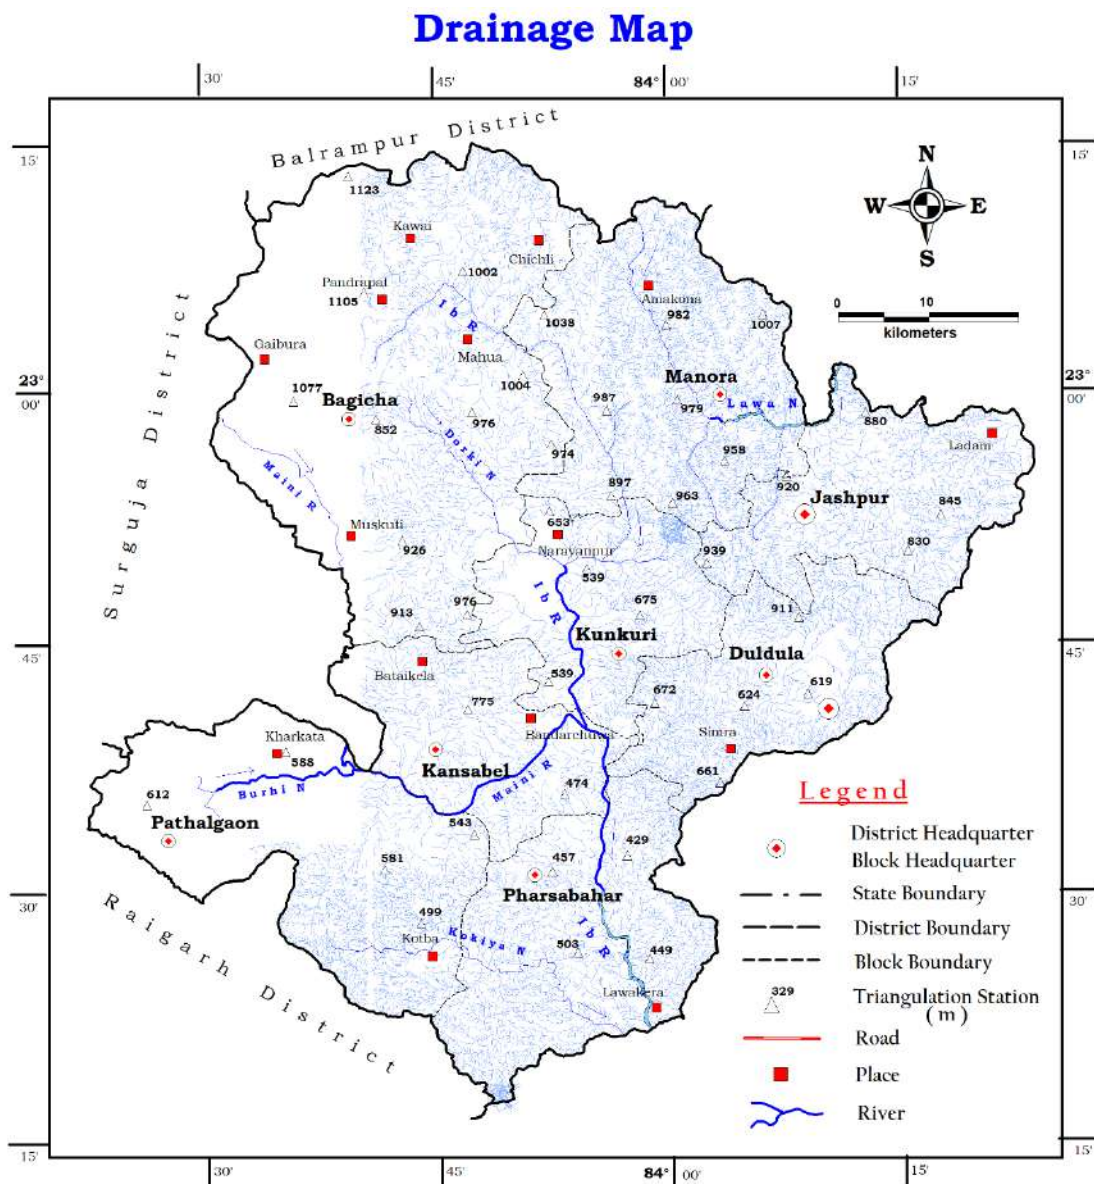 Drainage Map
30'
45'
84° 00'
15'
15'
15'
Balrampur District
N
W E
S
1123
Kawai
Chichli
1002
Pandrapat
1105
Ib R
1038
Amakona
982
1007
0 10
kilometers
Mahua
Gaibura
1004
23°
00'
23°
00'
1077
Bagicha
852
976
987
Manora
979
Lawa N
880
Ladam
Surguja District
Maini R
Dorki N
974
958
920
897
963
Jashpur
845
653
Muskuti
926
Narayanpur
939
830
539
Ib R
913
976
675
911
Kunkuri
Duldula
45'
45'
Bataikela
539
775
672
624
619
Bandarchuwa
Simra
Kharkata
588
Kansabel
Maini R
474
661
Burhi N
612
Pathalgaon
543
429
581
457
Pharsabahar
499
Kotba
Kokiya N
503
Ib R
449
Lawakera
30'
30'
Raigarh District
Legend
District Headquarter
Block Headquarter
State Boundary
District Boundary
Block Boundary
329
Triangulation Station
(m)
Road
Place
River
15'
15'
30'
45'
84° 00'
15'